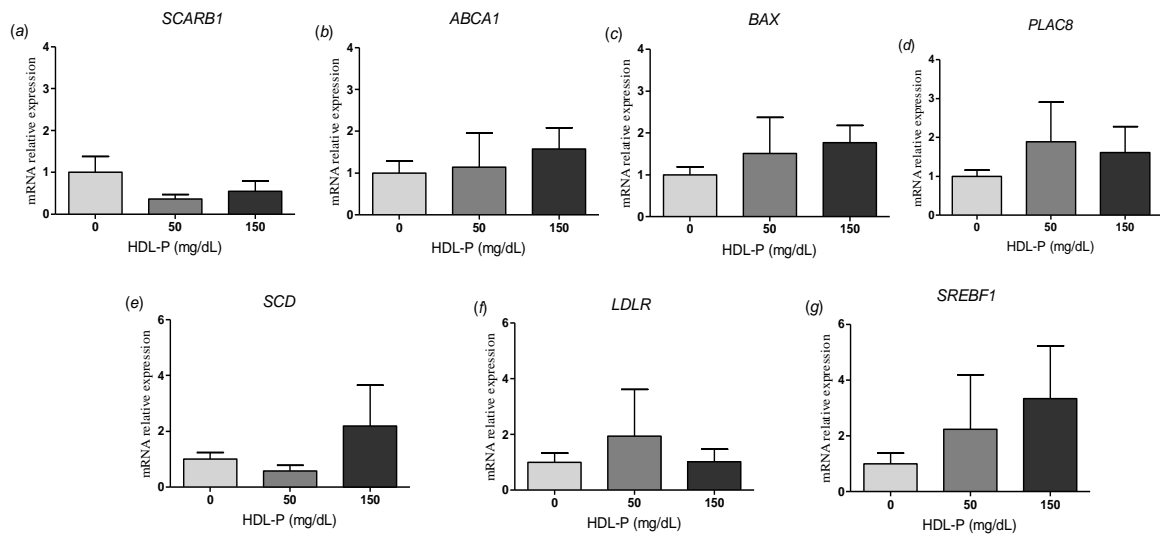 (a)
SCARB1
mRNA relative expression
4
3
2
1
0
0 50 150
HDL-P (mg/dL)
(b)
ABCA1
mRNA relative expression
4
3
2
1
0
0 50 150
HDL-P (mg/dL)
(c)
BAX
mRNA relative expression
4
3
2
1
0
0 50 150
HDL-P (mg/dL)
(d)
PLAC8
mRNA relative expression
4
3
2
1
0
0 50 150
HDL-P (mg/dL)
(e)
SCD
mRNA relative expression
6
4
2
0
0 50 150
HDL-P (mg/dL)
(f)
LDLR
mRNA relative expression
6
4
2
0
0 50 150
HDL-P (mg/dL)
(g)
SREBF1
mRNA relative expression
6
4
2
0
0 50 150
HDL-P (mg/dL)